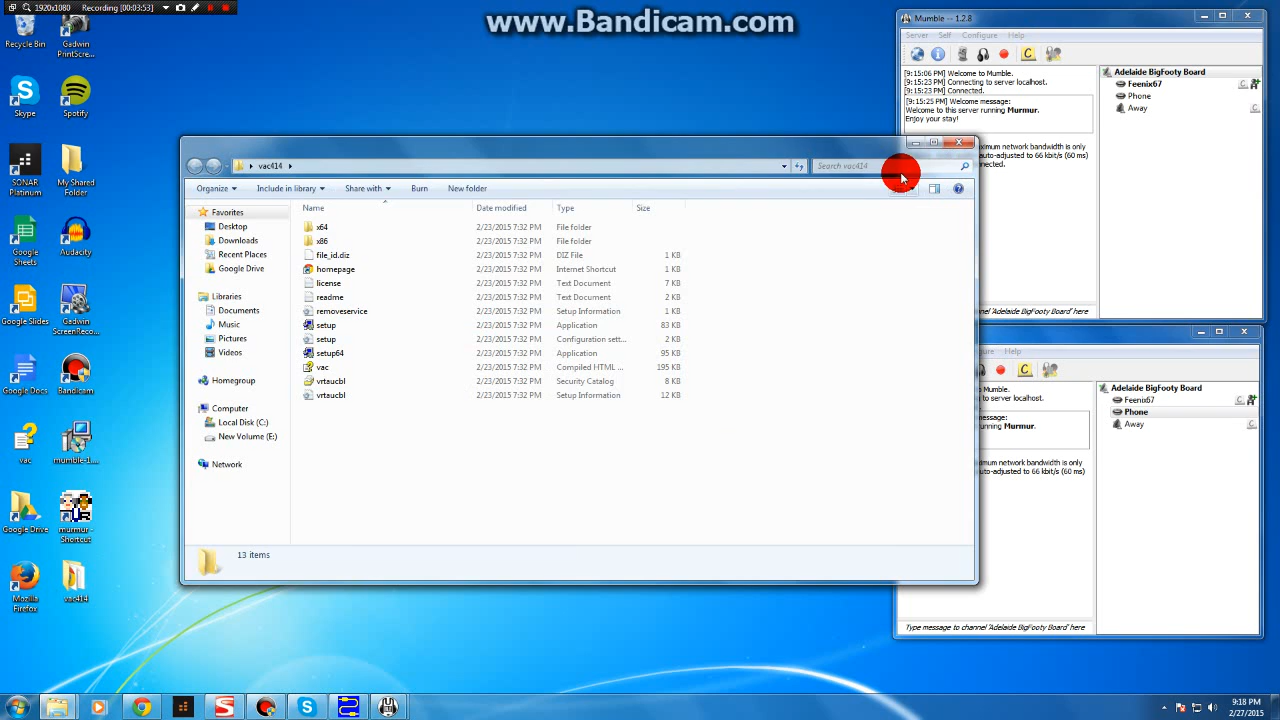 1920x1080
Recording [00:03:53]
www.Bandicam.com
Recycle Bin
Gadwin PrintScre...
Skype
Spotify
SONAR Platinum
My Shared Folder
Google Sheets
Audacity
Google Slides
Gadwin ScreenReco...
Google Docs
Bandicam
vac
mumble-1....
Google Drive
murmur - Shortcut
Mozilla Firefox
vac414
vac414
Search vac414
Organize
Include in library
Share with
Burn
New folder
Favorites
Desktop
Downloads
Recent Places
Google Drive
Libraries
Documents
Music
Pictures
Videos
Homegroup
Computer
Local Disk (C:)
New Volume (E:)
Network
Name Date modified Type Size
x64 2/23/2015 7:32 PM File folder
x86 2/23/2015 7:32 PM File folder
file_id.diz 2/23/2015 7:32 PM DIZ File 1 KB
homepage 2/23/2015 7:32 PM Internet Shortcut 1 KB
license 2/23/2015 7:32 PM Text Document 7 KB
readme 2/23/2015 7:32 PM Text Document 2 KB
removeservice 2/23/2015 7:32 PM Setup Information 1 KB
setup 2/23/2015 7:32 PM Application 83 KB
setup 2/23/2015 7:32 PM Configuration sett... 2 KB
setup64 2/23/2015 7:32 PM Application 95 KB
vac 2/23/2015 7:32 PM Compiled HTML ... 195 KB
vrtaucbl 2/23/2015 7:32 PM Security Catalog 8 KB
vrtaucbl 2/23/2015 7:32 PM Setup Information 12 KB
13 items
Mumble -- 1.2.8
Server Self Configure Help
[9:15:06 PM] Welcome to Mumble.
[9:15:23 PM] Connecting to server localhost.
[9:15:23 PM] Connected.
[9:15:25 PM] Welcome message:
Welcome to this server running Murmur.
Enjoy your stay!
ximum network bandwidth is only
auto-adjusted to 66 kbit/s (60 ms)
connected.
Adelaide BigFooty Board
Feenix67
Phone
Away
nel 'Adelaide BigFooty Board' here
gure Help
Mumble.
to server localhost.
message:
unning Murmur.
ximum network bandwidth is only
auto-adjusted to 66 kbit/s (60 ms)
Adelaide BigFooty Board
Feenix67
Phone
Away
Type message to channel 'Adelaide BigFooty Board' here
9:18 PM
2/27/2015